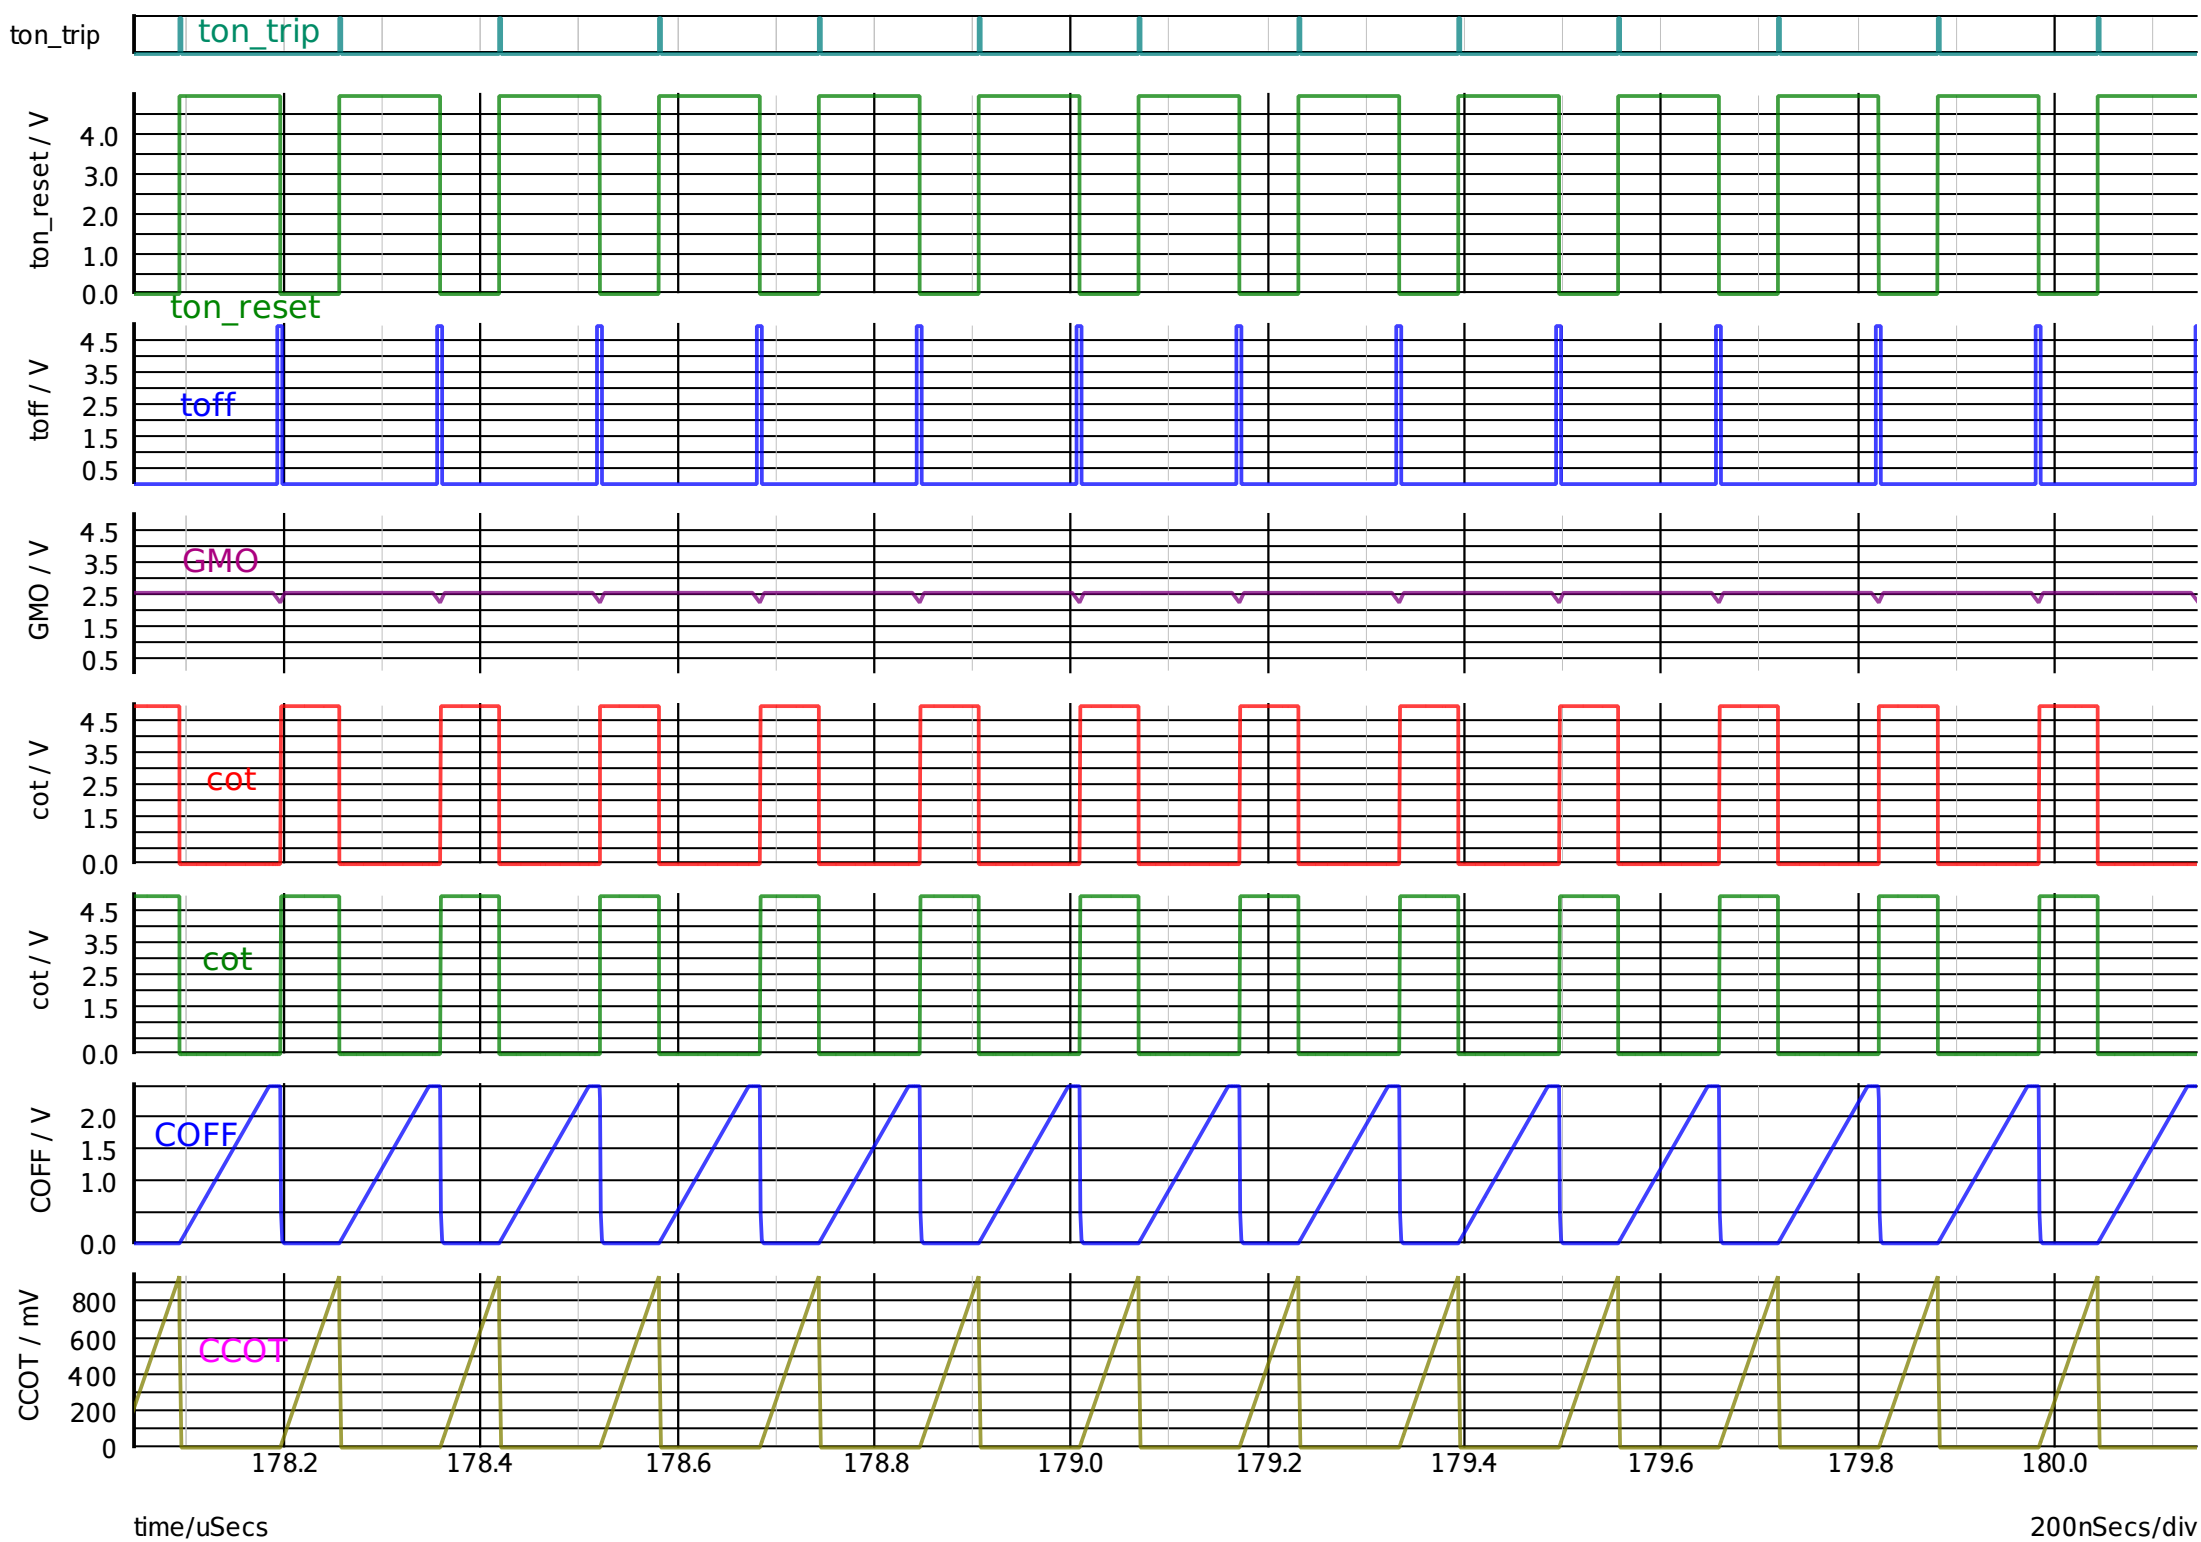 ton_trip
ton_trip
ton_reset / V
4.0
3.0
2.0
1.0
0.0
ton_reset
toff / V
4.5
3.5
2.5
1.5
0.5
toff
GMO / V
4.5
3.5
2.5
1.5
0.5
GMO
cot / V
4.5
3.5
2.5
1.5
0.0
cot
cot / V
4.5
3.5
2.5
1.5
0.0
cot
COFF / V
2.0
1.5
1.0
0.0
COFF
CCOT / mV
800
600
400
200
0
CCOT
178.2 178.4 178.6 178.8 179.0 179.2 179.4 179.6 179.8 180.0
time/uSecs 200nSecs/div